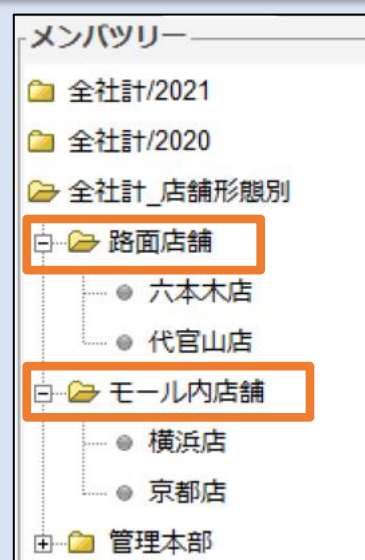 メンバツリー
全社計/2021
全社計/2020
全社計_店舗形態別
路面店舗
六本木店
代官山店
モール内店舗
横浜店
京都店
管理本部